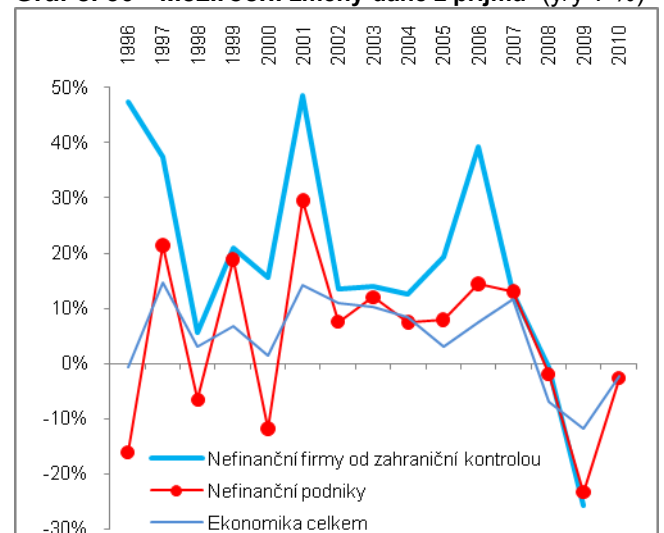 (y/y v %)
1996 1997 1998 1999 2000 2001 2002 2003 2004 2005 2006 2007 2008 2009 2010
50%
40%
30%
20%
10%
0%
-10%
-20%
-30%
Nefinanční firmy od zahraniční kontrolou
Nefinanční podniky
Ekonomika celkem